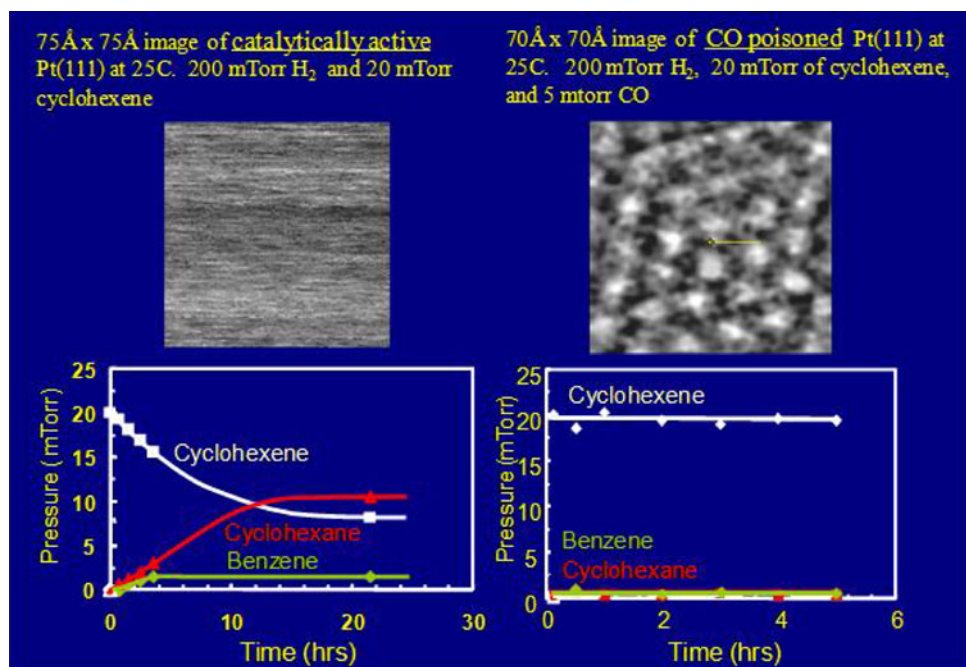 75Å x 75Å image of catalytically active
Pt(111) at 25C. 200 mTorr H₂ and 20 mTorr
cyclohexene
70Å x 70Å image of CO poisoned Pt(111) at
25C. 200 mTorr H₂, 20 mTorr of cyclohexene,
and 5 mtorr CO
Pressure ( mTorr)
25
20
15
10
5
0
Cyclohexene
Cyclohexane
Benzene
0
10
20
30
Time (hrs)
Pressure (mTorr)
25
20
15
10
5
0
Cyclohexene
Benzene
Cyclohexane
0
2
4
6
Time (hrs)